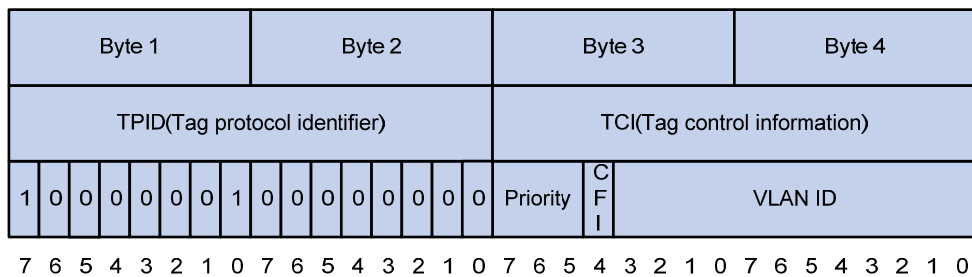 Byte 1 Byte 2 Byte 3 Byte 4
TPID(Tag protocol identifier) TCI(Tag control information)
1 0 0 0 0 0 0 1 0 0 0 0 0 0 0 0 Priority CFI VLAN ID
7 6 5 4 3 2 1 0 7 6 5 4 3 2 1 0 7 6 5 4 3 2 1 0 7 6 5 4 3 2 1 0